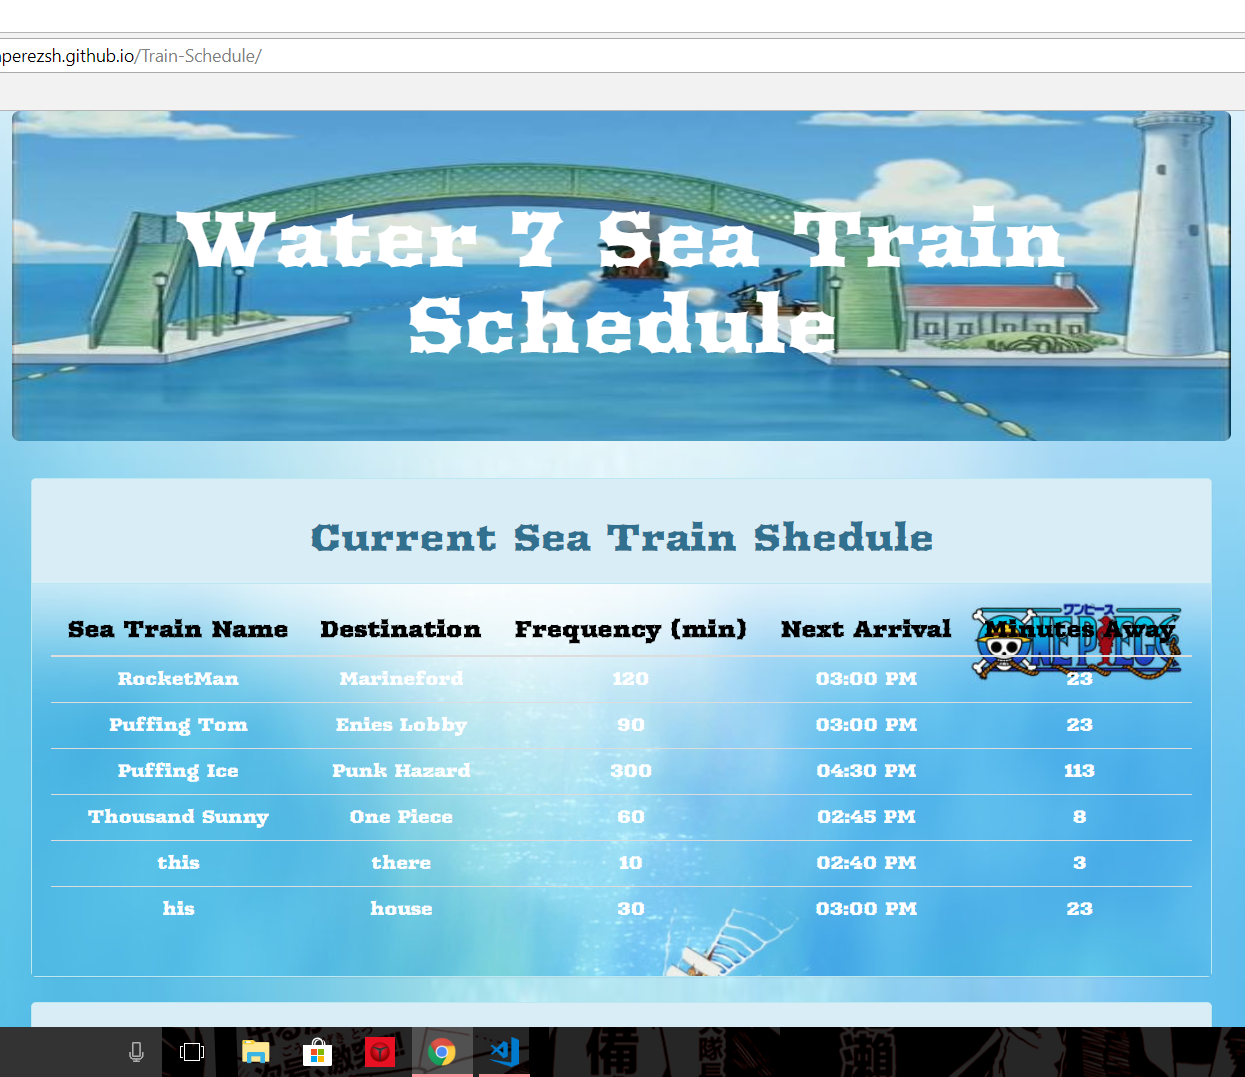 perezsh.github.io/Train-Schedule/
Water 7 Sea Train
Schedule
Current Sea Train Shedule
ワンピース
ONE PIECE
Sea Train Name Destination Frequency (min) Next Arrival Minutes Away
RocketMan Marineford 120 03:00 PM 23
Puffing Tom Enies Lobby 90 03:00 PM 23
Puffing Ice Punk Hazard 300 04:30 PM 113
Thousand Sunny One Piece 60 02:45 PM 8
this there 10 02:40 PM 3
his house 30 03:00 PM 23
備
瀬